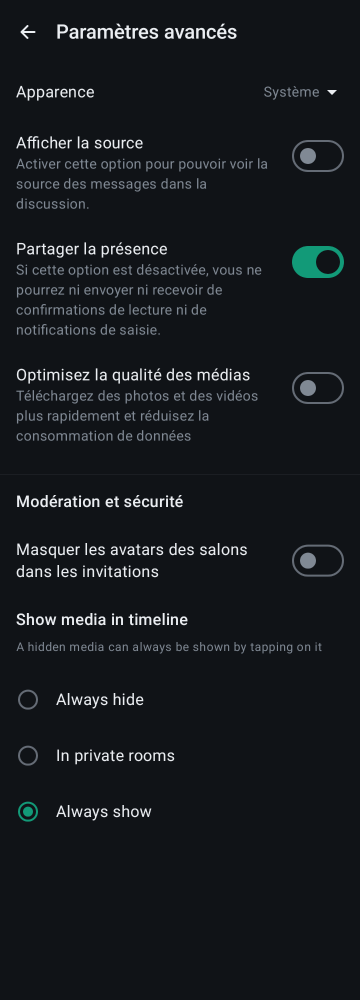 Paramètres avancés
Apparence
Système
Afficher la source
Activer cette option pour pouvoir voir la
source des messages dans la
discussion.
Partager la présence
Si cette option est désactivée, vous ne
pourrez ni envoyer ni recevoir de
confirmations de lecture ni de
notifications de saisie.
Optimisez la qualité des médias
Téléchargez des photos et des vidéos
plus rapidement et réduisez la
consommation de données
Modération et sécurité
Masquer les avatars des salons
dans les invitations
Show media in timeline
A hidden media can always be shown by tapping on it
Always hide
In private rooms
Always show